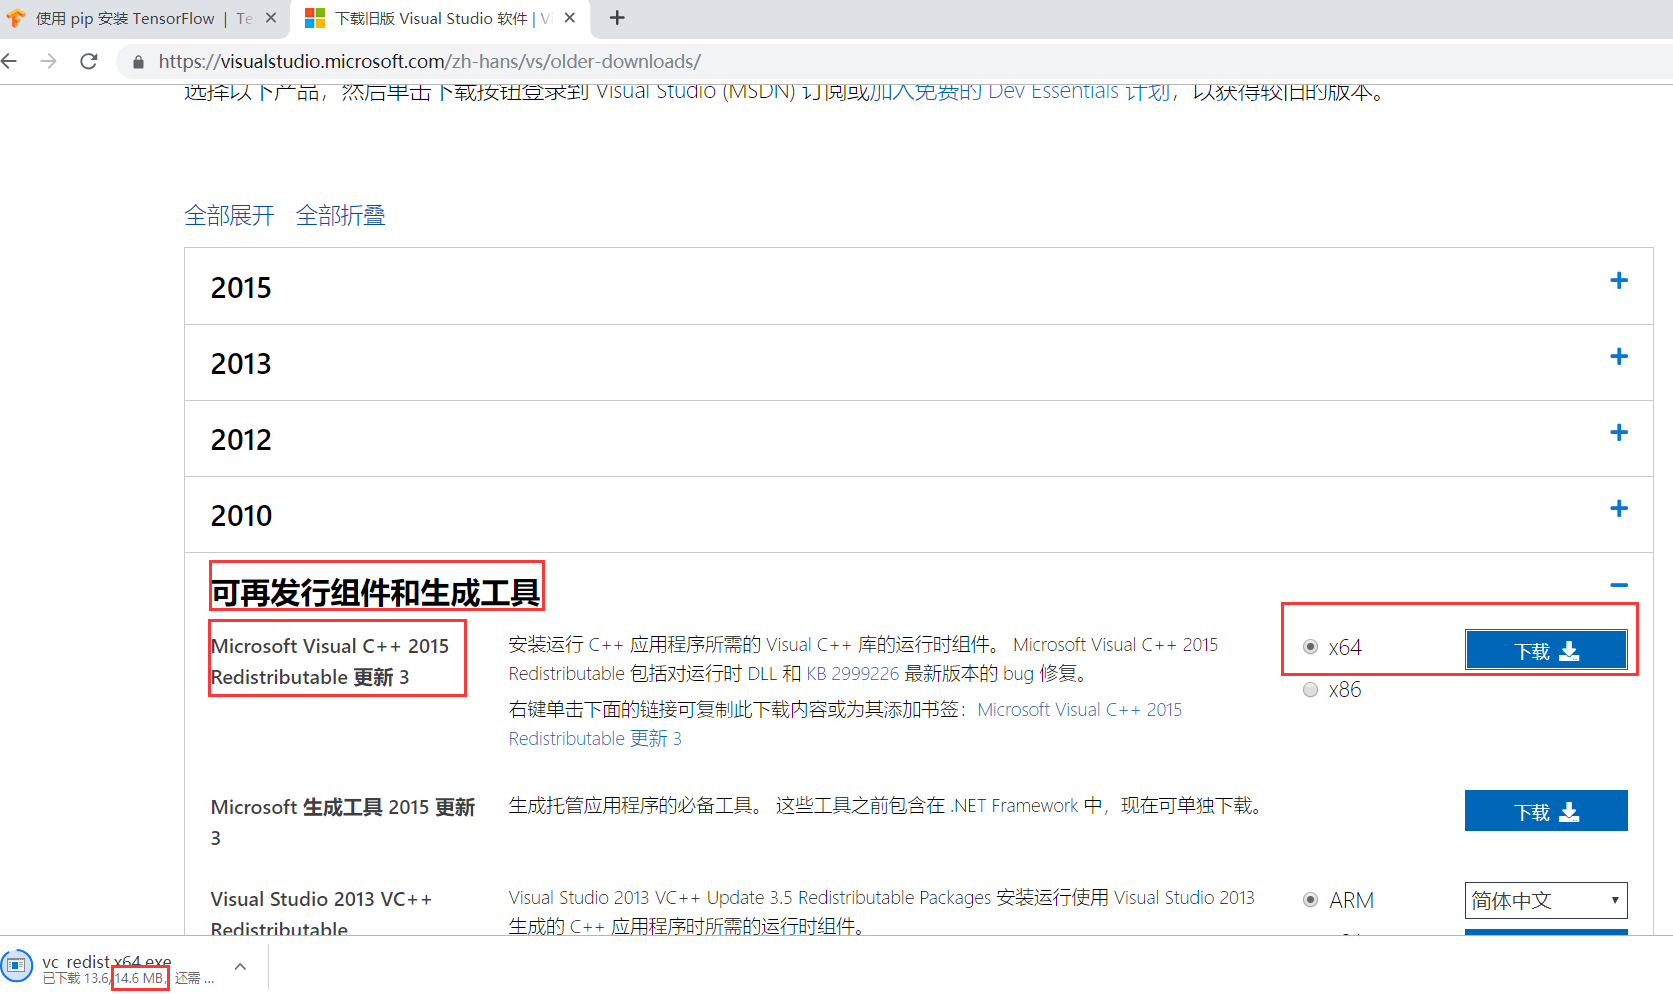 使用 pip 安装 TensorFlow | Te
下载旧版 Visual Studio 软件 | Vi
https://visualstudio.microsoft.com/zh-hans/vs/older-downloads/
选择以下产品，然后单击下载按钮登录到 Visual Studio (MSDN) 订阅或加入免费的 Dev Essentials 计划，以获得较旧的版本。
全部展开 全部折叠
2015
2013
2012
2010
可再发行组件和生成工具
Microsoft Visual C++ 2015
Redistributable 更新 3
安装运行 C++ 应用程序所需的 Visual C++ 库的运行时组件。 Microsoft Visual C++ 2015
Redistributable 包括对运行时 DLL 和 KB 2999226 最新版本的 bug 修复。
右键单击下面的链接可复制此下载内容或为其添加书签：Microsoft Visual C++ 2015
Redistributable 更新 3
x64
下载
x86
Microsoft 生成工具 2015 更新
3
生成托管应用程序的必备工具。 这些工具之前包含在 .NET Framework 中，现在可单独下载。
下载
Visual Studio 2013 VC++
Redistributable
Visual Studio 2013 VC++ Update 3.5 Redistributable Packages 安装运行使用 Visual Studio 2013
生成的 C++ 应用程序时所需的运行时组件。
ARM
简体中文
vc_redist.x64.exe
已下载 13.6/14.6 MB，还需 ...